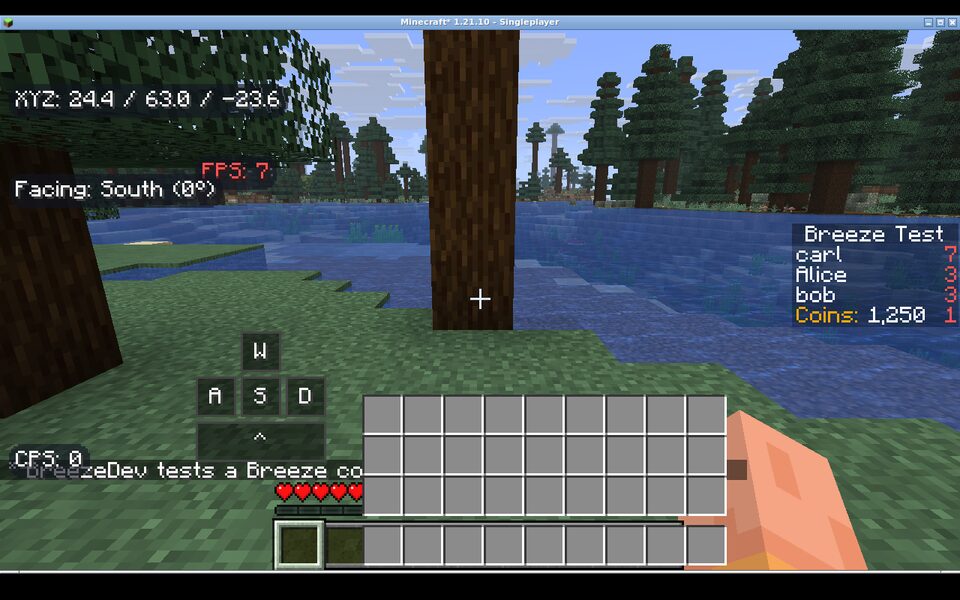 Minecraft* 1.21.10 - Singleplayer
XYZ: 24.4 / 63.0 / -23.6
FPS: 7
Facing: South (0°)
Breeze Test
carl 7
Alice 3
bob 3
Coins: 1,250 1
W
A S D
^
CPS: 0
BreezeDev tests a Breeze co